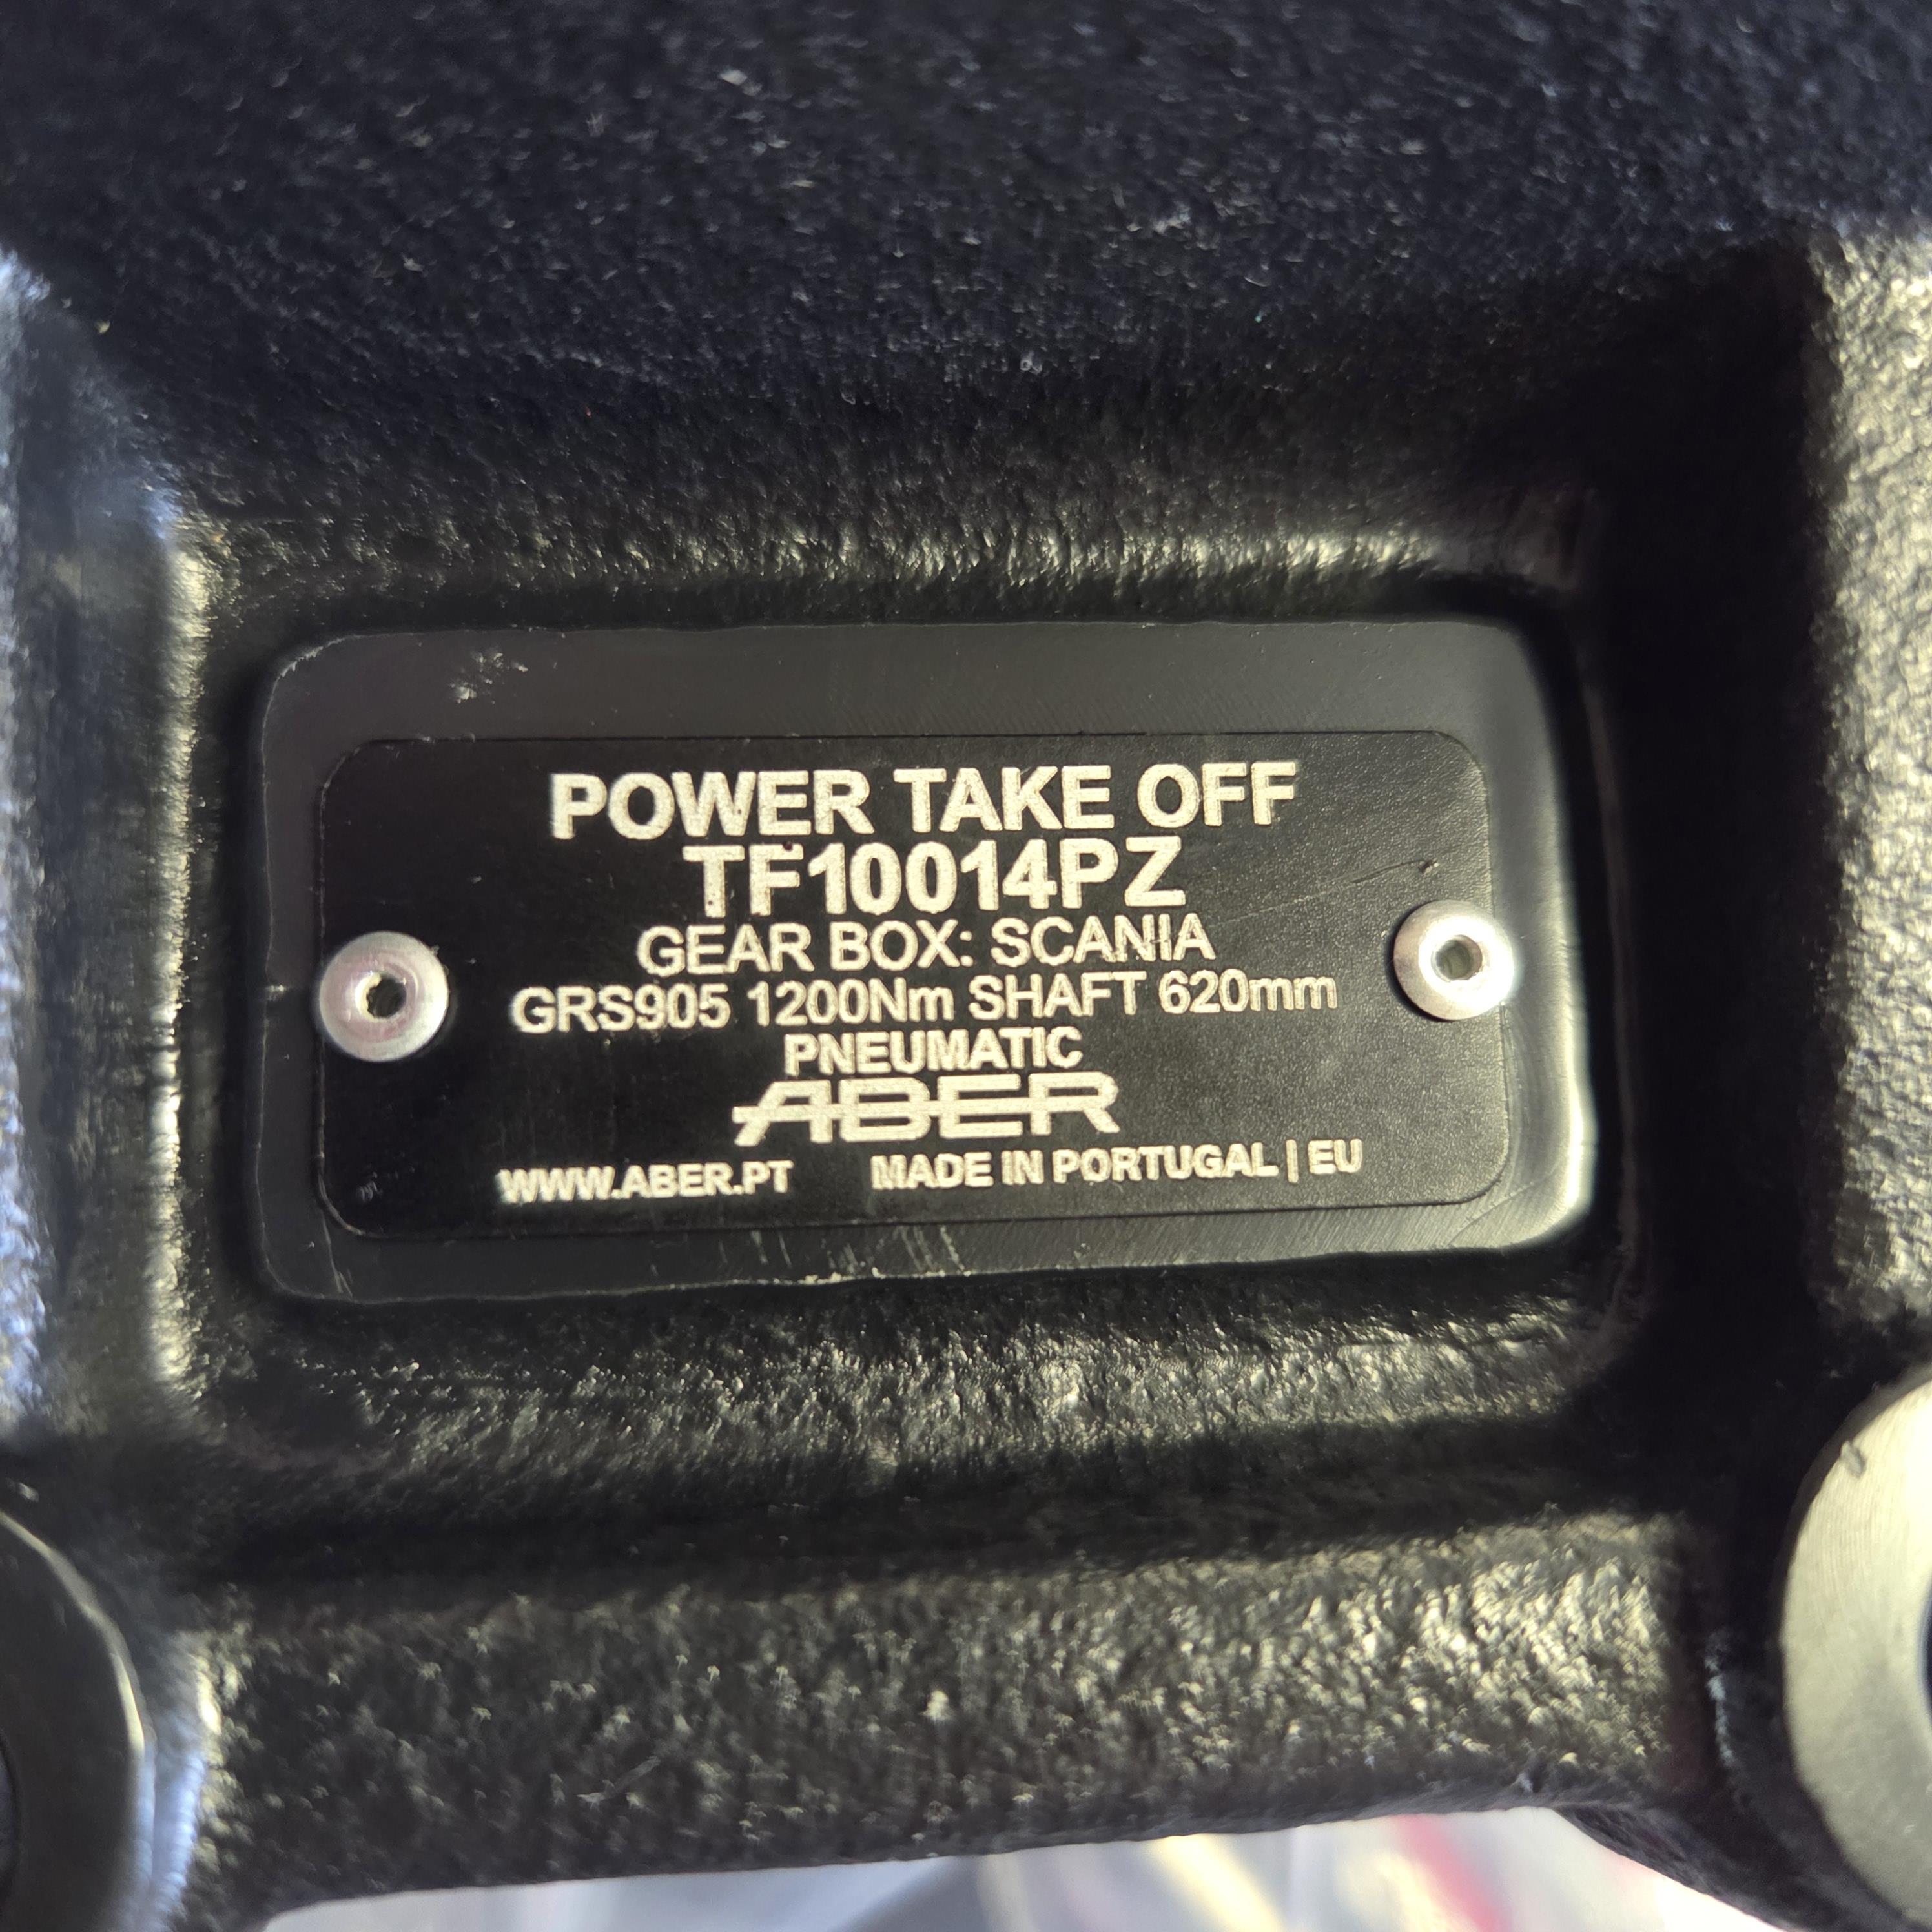 POWER TAKE OFF
TF10014PZ
GEAR BOX: SCANIA
GRS905 1200Nm SHAFT 620mm
PNEUMATIC
ABER
WWW.ABER.PT MADE IN PORTUGAL | EU